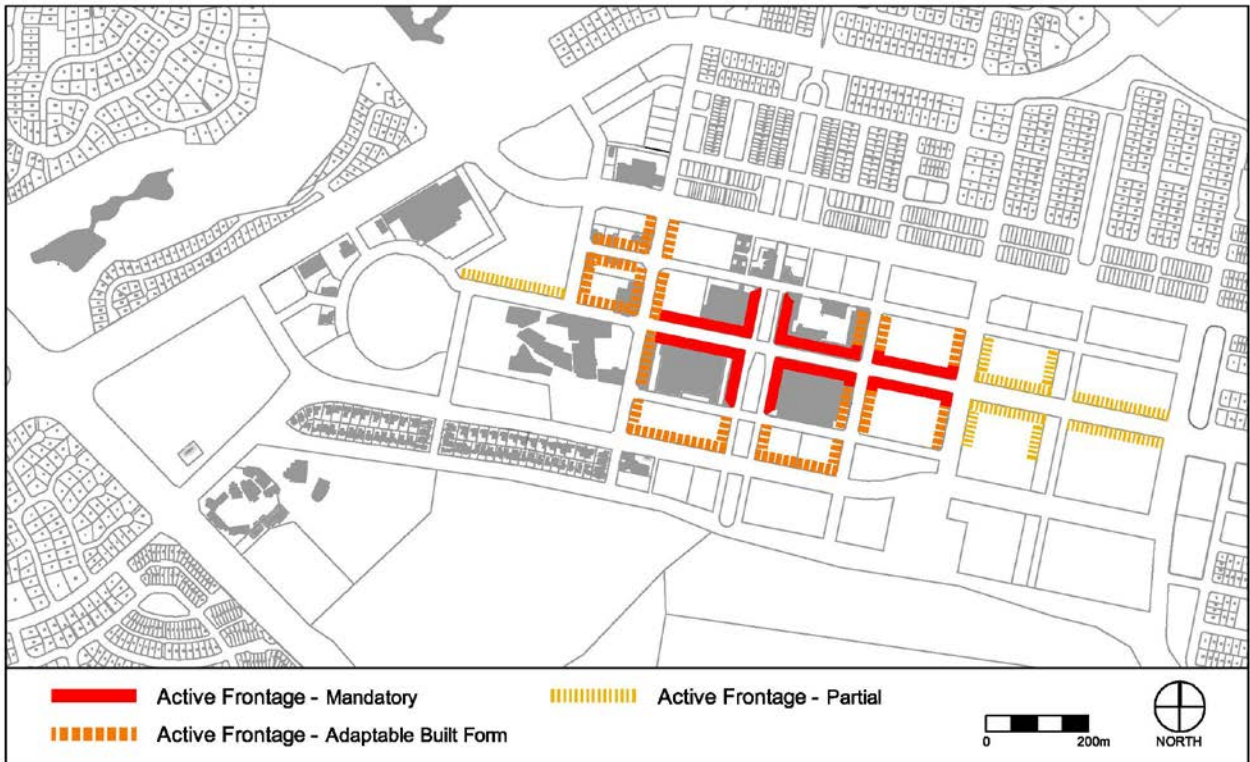 Active Frontage - Mandatory
Active Frontage - Partial
Active Frontage - Adaptable Built Form
0
200m
NORTH